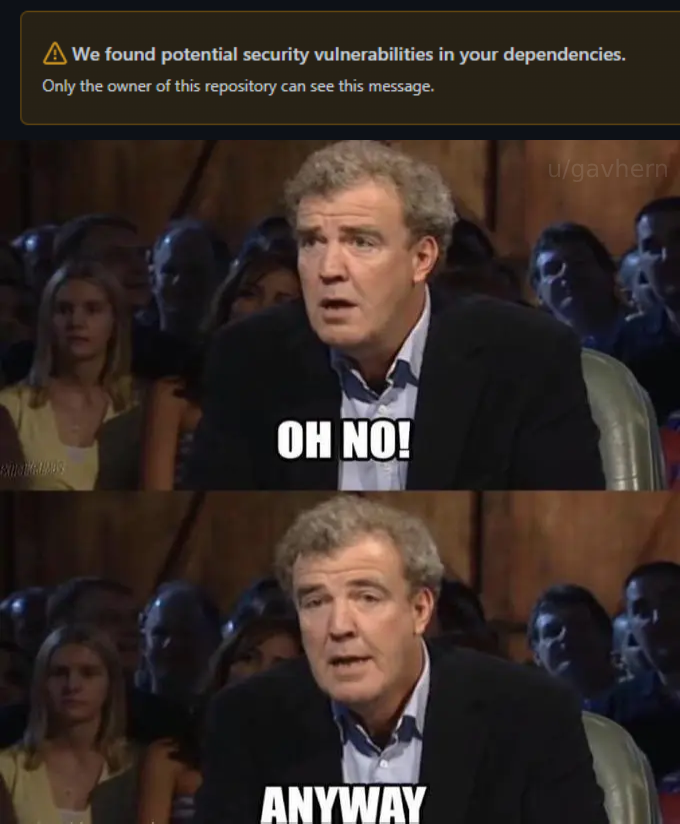 We found potential security vulnerabilities in your dependencies.
Only the owner of this repository can see this message.
u/gavhern
OH NO!
ANYWAY